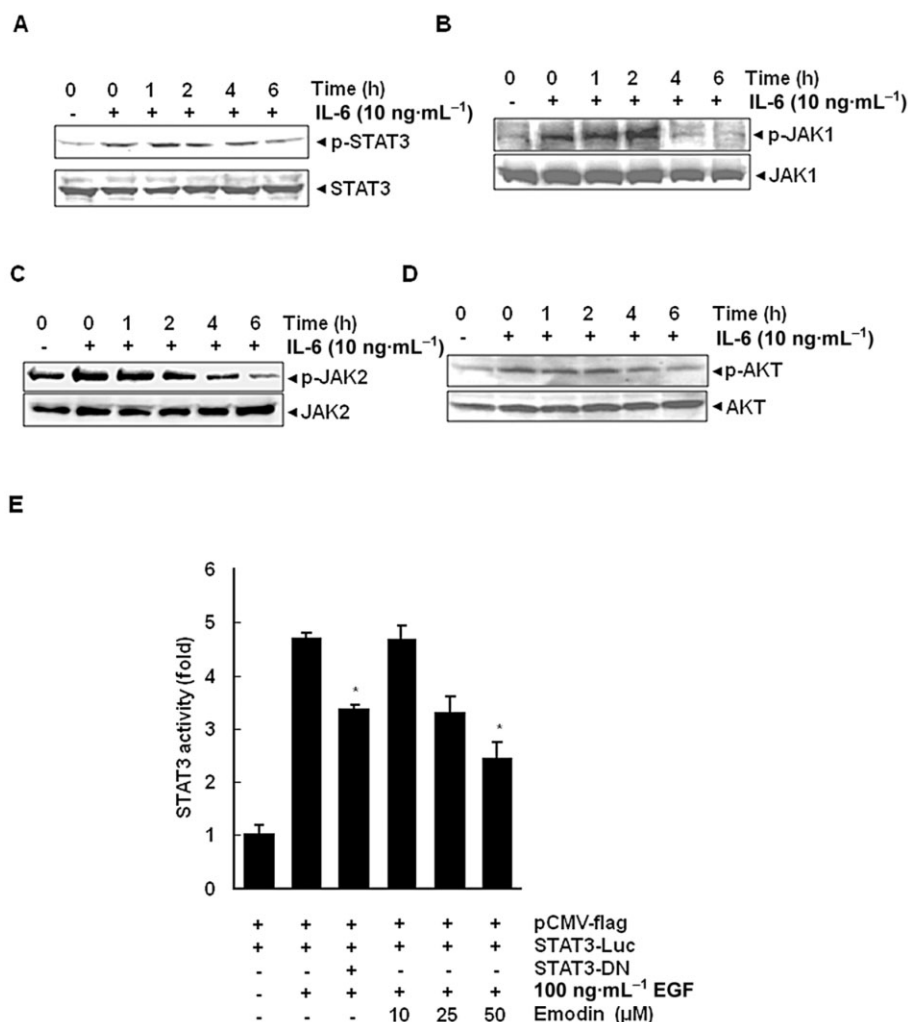 A
0 0 1 2 4 6 Time (h)
- + + + + + IL-6 (10 ng·mL⁻¹)
◄ p-STAT3
◄ STAT3
B
0 0 1 2 4 6 Time (h)
- + + + + + IL-6 (10 ng·mL⁻¹)
◄ p-JAK1
◄ JAK1
C
0 0 1 2 4 6 Time (h)
- + + + + + IL-6 (10 ng·mL⁻¹)
◄ p-JAK2
◄ JAK2
D
0 0 1 2 4 6 Time (h)
- + + + + + IL-6 (10 ng·mL⁻¹)
◄ p-AKT
◄ AKT
E
STAT3 activity (fold)
6
5
4
3
2
1
0
* *
+ + + + + + pCMV-flag
+ + + + + + STAT3-Luc
- - + - - - STAT3-DN
- + + + + + 100 ng·mL⁻¹ EGF
- - - 10 25 50 Emodin (μM)